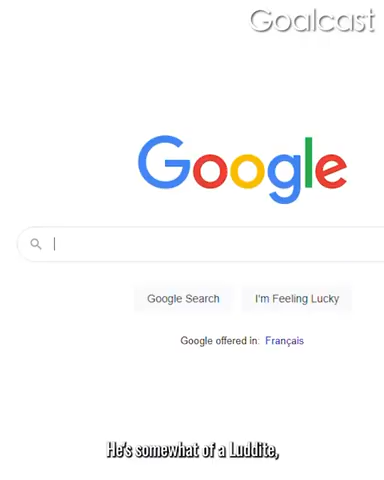 Goalcast
Google
Google Search
I'm Feeling Lucky
Google offered in: Français
He's somewhat of a Luddite,